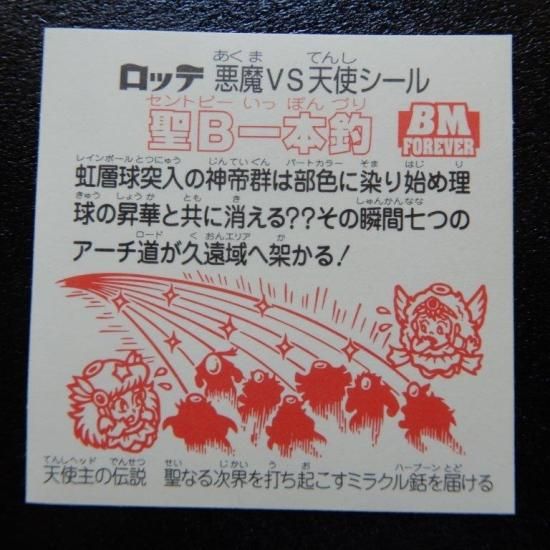 あくま てんし
ロッテ 悪魔VS天使シール
セントビー いっ ぽん づり
聖B一本釣
BM
FOREVER
レインボールとつにゅう じんていぐん パートカラー そま はじ り
虹層球突入の神帝群は部色に染り始め理
きゅう しょうか とも き しゅんかんなな
球の昇華と共に消える??その瞬間七つの
ロード くおんエリア か
アーチ道が久遠域へ架かる!
てんしヘッド でんせつ せい じかい う お ハープーン とど
天使主の伝説 聖なる次界を打ち起こすミラクル銛を届ける